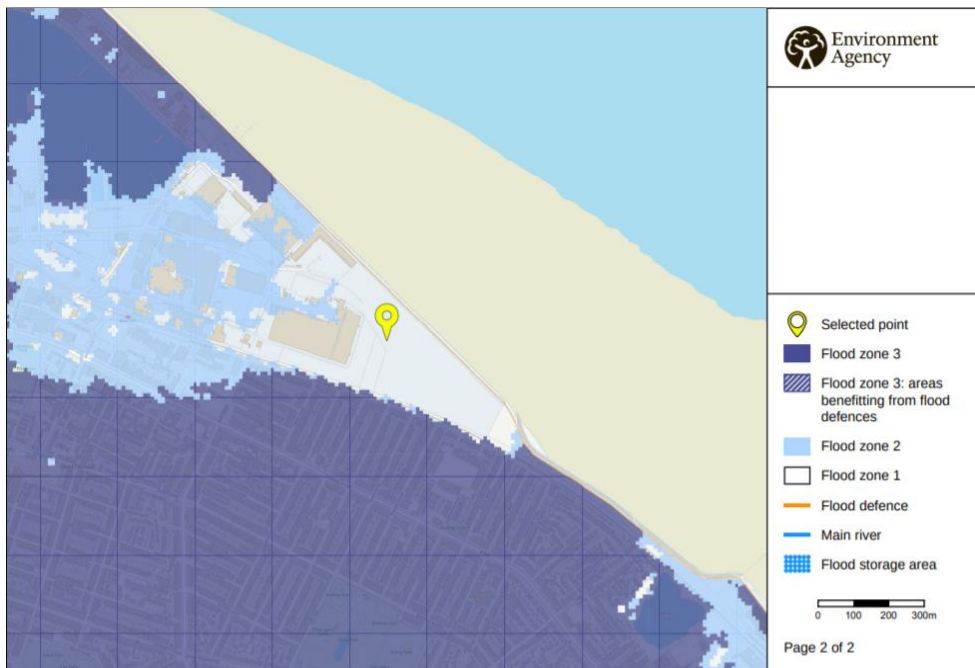 Environment
Agency
Selected point
Flood zone 3
Flood zone 3: areas
benefitting from flood
defences
Flood zone 2
Flood zone 1
Flood defence
Main river
Flood storage area
0 100 200 300m
Page 2 of 2